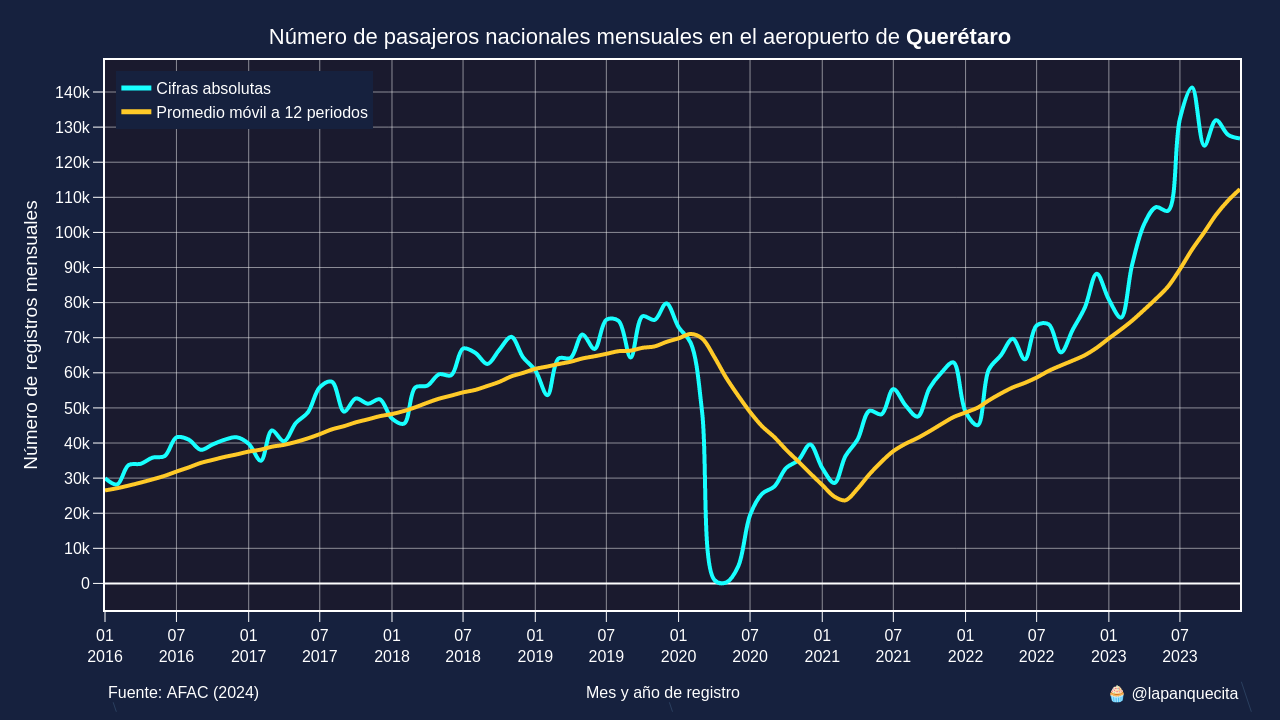 Número de pasajeros nacionales mensuales en el aeropuerto de Querétaro
Cifras absolutas
Promedio móvil a 12 periodos
Número de registros mensuales
140k
130k
120k
110k
100k
90k
80k
70k
60k
50k
40k
30k
20k
10k
0
01 07 01 07 01 07 01 07 01 07 01 07 01 07 01 07
2016 2016 2017 2017 2018 2018 2019 2019 2020 2020 2021 2021 2022 2022 2023 2023
Fuente: AFAC (2024)
Mes y año de registro
🧁 @lapanquecita